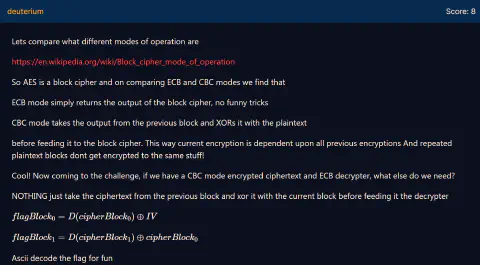 deuterium Score: 8
Lets compare what different modes of operation are
https://en.wikipedia.org/wiki/Block_cipher_mode_of_operation
So AES is a block cipher and on comparing ECB and CBC modes we find that
ECB mode simply returns the output of the block cipher, no funny tricks
CBC mode takes the output from the previous block and XORs it with the plaintext
before feeding it to the block cipher. This way current encryption is dependent upon all previous encryptions And repeated
plaintext blocks dont get encrypted to the same stuff!
Cool! Now coming to the challenge, if we have a CBC mode encrypted ciphertext and ECB decrypter, what else do we need?
NOTHING just take the ciphertext from the previous block and xor it with the current block before feeding it the decrypter
flagBlock₀ = D(cipherBlock₀) ⊕ IV
flagBlock₁ = D(cipherBlock₁) ⊕ cipherBlock₀
Ascii decode the flag for fun